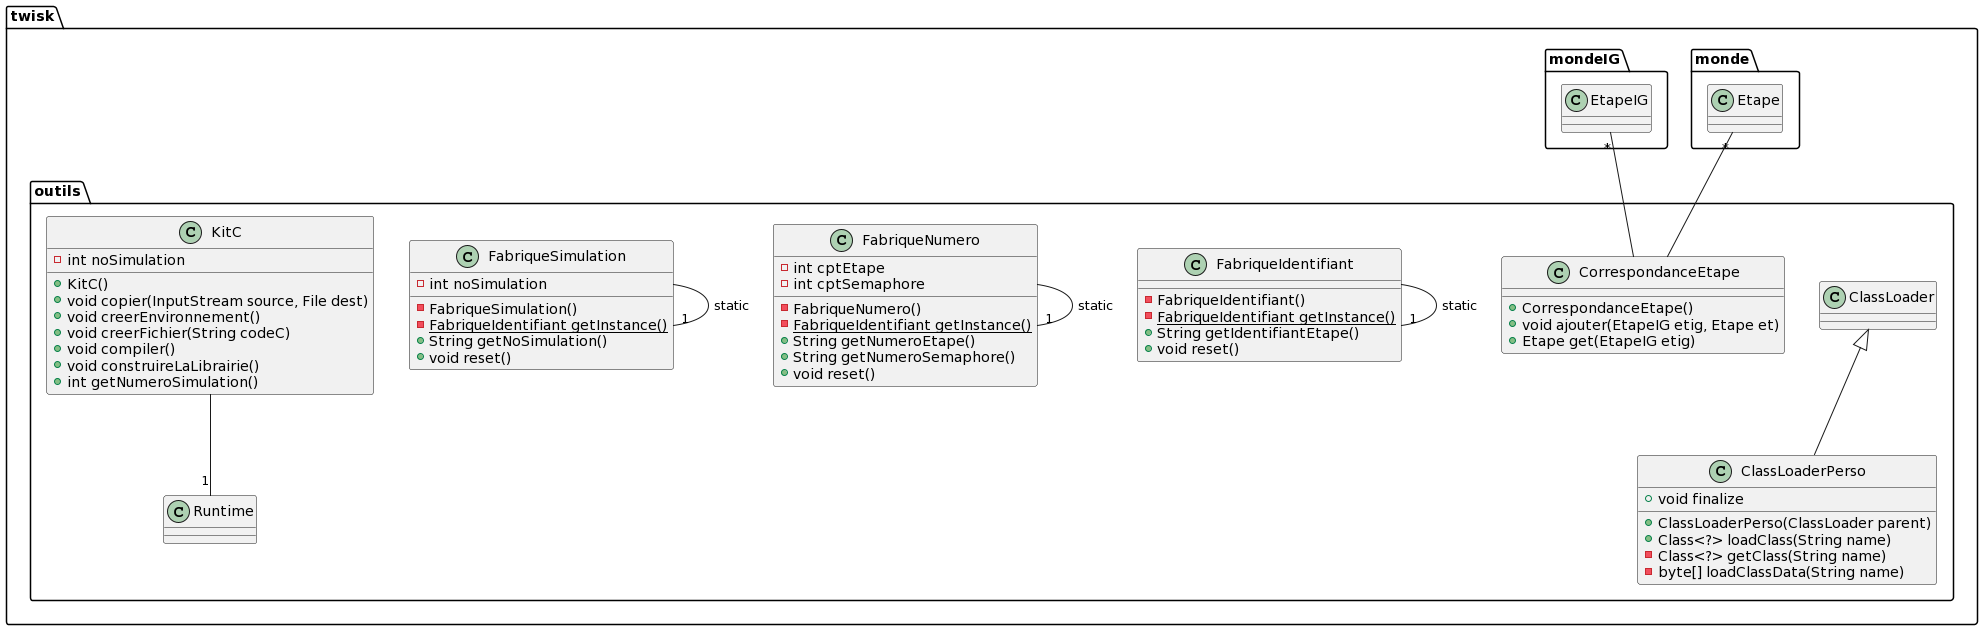 twisk
mondeIG
monde
C EtapeIG
C Etape
*
*
outils
C KitC
int noSimulation
KitC()
void copier(InputStream source, File dest)
void creerEnvironnement()
void creerFichier(String codeC)
void compiler()
void construireLaLibrairie()
int getNumeroSimulation()
C FabriqueSimulation
int noSimulation
FabriqueSimulation()
FabriqueIdentifiant getInstance()
String getNoSimulation()
void reset()
1
static
C FabriqueNumero
int cptEtape
int cptSemaphore
FabriqueNumero()
FabriqueIdentifiant getInstance()
String getNumeroEtape()
String getNumeroSemaphore()
void reset()
1
static
C FabriqueIdentifiant
FabriqueIdentifiant()
FabriqueIdentifiant getInstance()
String getIdentifiantEtape()
void reset()
1
static
C CorrespondanceEtape
CorrespondanceEtape()
void ajouter(EtapeIG etig, Etape et)
Etape get(EtapeIG etig)
C ClassLoader
1
C Runtime
C ClassLoaderPerso
void finalize
ClassLoaderPerso(ClassLoader parent)
Class<?> loadClass(String name)
Class<?> getClass(String name)
byte[] loadClassData(String name)